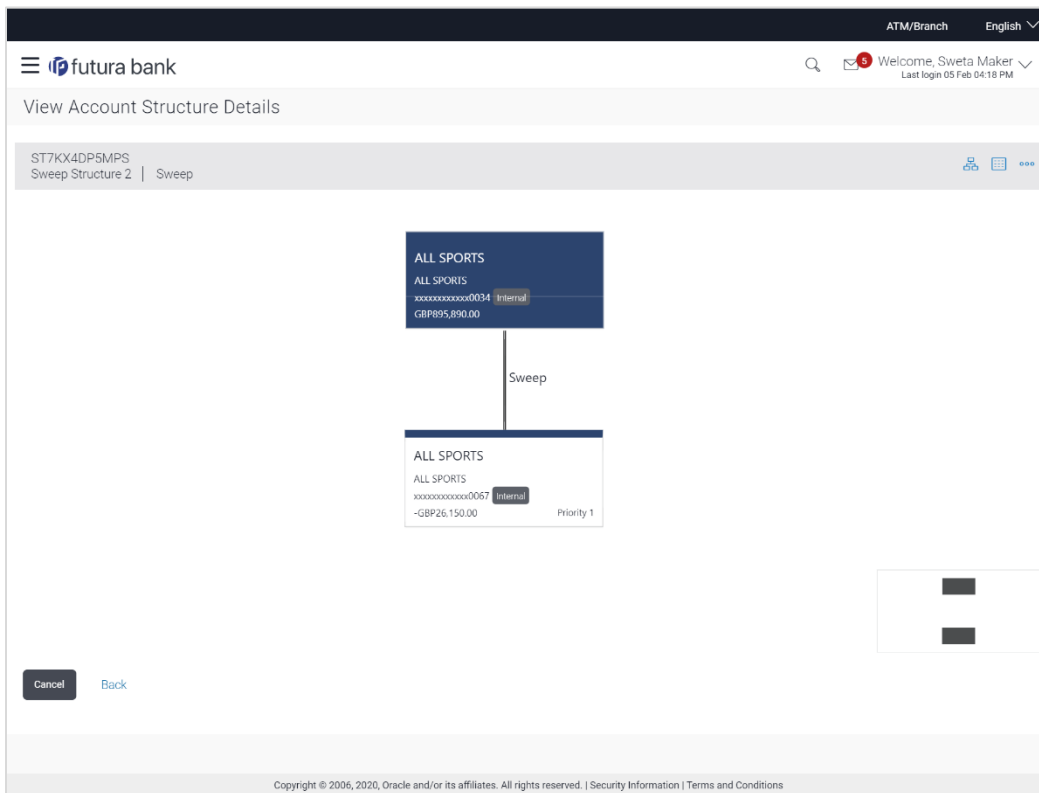 ATM/Branch English
futura bank
5
Welcome, Sweta Maker
Last login 05 Feb 04:18 PM
View Account Structure Details
ST7KX4DP5MPS
Sweep Structure 2 | Sweep
ALL SPORTS
ALL SPORTS
xxxxxxxxxxxx0034 Internal
GBP895,890.00
Sweep
ALL SPORTS
ALL SPORTS
xxxxxxxxxxxx0067 Internal
-GBP26,150.00 Priority 1
Cancel Back
Copyright © 2006, 2020, Oracle and/or its affiliates. All rights reserved. | Security Information | Terms and Conditions